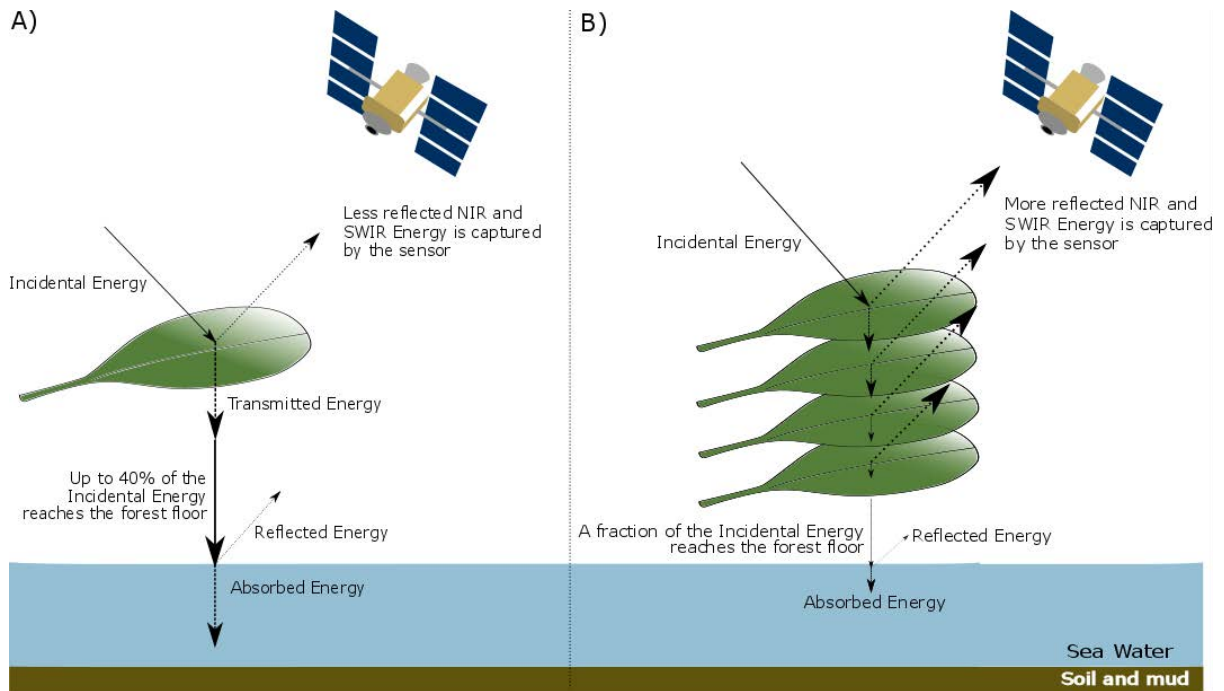 A)
Less reflected NIR and
SWIR Energy is captured
by the sensor
Incidental Energy
Transmitted Energy
Up to 40% of the
Incidental Energy
reaches the forest floor
Reflected Energy
Absorbed Energy
B)
More reflected NIR and
SWIR Energy is captured
by the sensor
Incidental Energy
A fraction of the Incidental Energy
reaches the forest floor
Reflected Energy
Absorbed Energy
Sea Water
Soil and mud